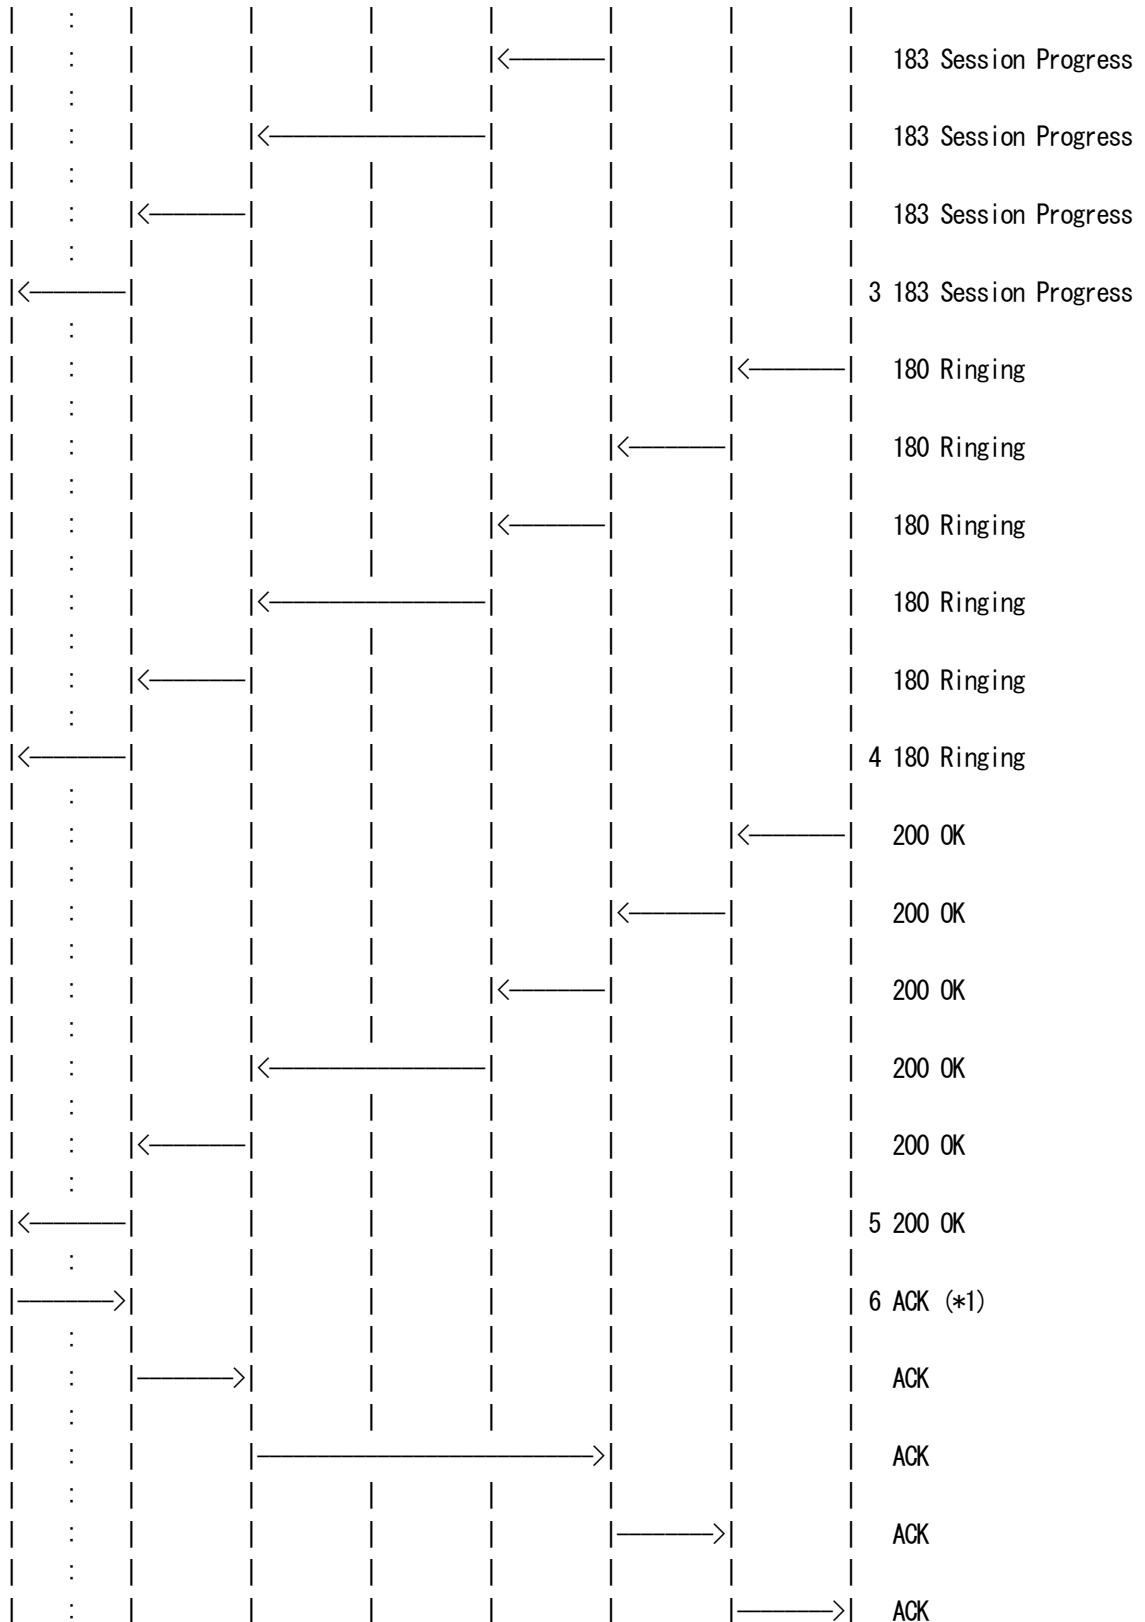 183 Session Progress
183 Session Progress
183 Session Progress
3 183 Session Progress
180 Ringing
180 Ringing
180 Ringing
180 Ringing
180 Ringing
4 180 Ringing
200 OK
200 OK
200 OK
200 OK
200 OK
5 200 OK
6 ACK (*1)
ACK
ACK
ACK
ACK